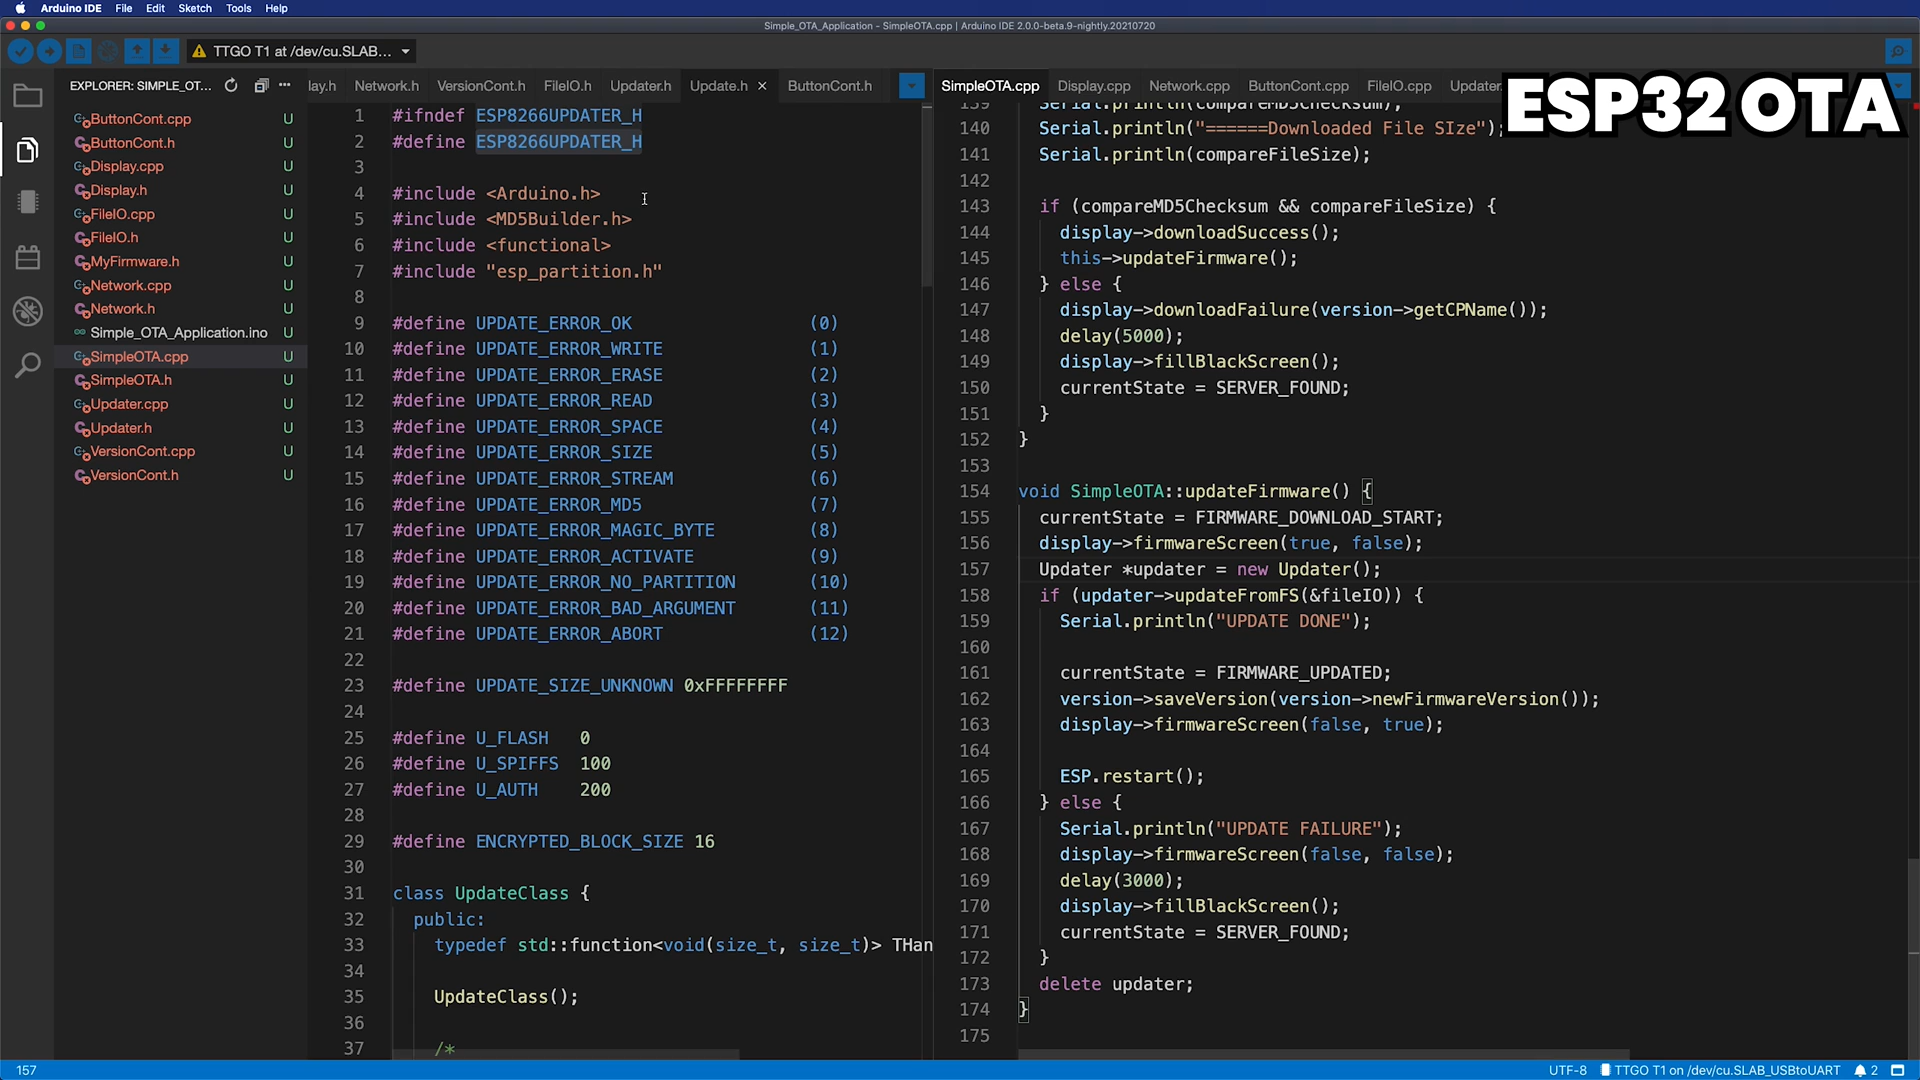 Arduino IDE File Edit Sketch Tools Help
Simple_OTA_Application - SimpleOTA.cpp | Arduino IDE 2.0.0-beta.9-nightly.20210720
TTGO T1 at /dev/cu.SLAB...
ESP32 OTA
EXPLORER: SIMPLE_OT...
ButtonCont.cpp U
ButtonCont.h U
Display.cpp U
Display.h U
FileIO.cpp U
FileIO.h U
MyFirmware.h U
Network.cpp U
Network.h U
Simple_OTA_Application.ino U
SimpleOTA.cpp U
SimpleOTA.h U
Updater.cpp U
Updater.h U
VersionCont.cpp U
VersionCont.h U
lay.h Network.h VersionCont.h FileIO.h Updater.h Update.h × ButtonCont.h
1 #ifndef ESP8266UPDATER_H
2 #define ESP8266UPDATER_H
3
4 #include <Arduino.h>
5 #include <MD5Builder.h>
6 #include <functional>
7 #include "esp_partition.h"
8
9 #define UPDATE_ERROR_OK (0)
10 #define UPDATE_ERROR_WRITE (1)
11 #define UPDATE_ERROR_ERASE (2)
12 #define UPDATE_ERROR_READ (3)
13 #define UPDATE_ERROR_SPACE (4)
14 #define UPDATE_ERROR_SIZE (5)
15 #define UPDATE_ERROR_STREAM (6)
16 #define UPDATE_ERROR_MD5 (7)
17 #define UPDATE_ERROR_MAGIC_BYTE (8)
18 #define UPDATE_ERROR_ACTIVATE (9)
19 #define UPDATE_ERROR_NO_PARTITION (10)
20 #define UPDATE_ERROR_BAD_ARGUMENT (11)
21 #define UPDATE_ERROR_ABORT (12)
22
23 #define UPDATE_SIZE_UNKNOWN 0xFFFFFFFF
24
25 #define U_FLASH 0
26 #define U_SPIFFS 100
27 #define U_AUTH 200
28
29 #define ENCRYPTED_BLOCK_SIZE 16
30
31 class UpdateClass {
32 public:
33 typedef std::function<void(size_t, size_t)> THan
34
35 UpdateClass();
36
37 /*
SimpleOTA.cpp Display.cpp Network.cpp ButtonCont.cpp FileIO.cpp Updater
139 Serial.println(compareMD5Checksum);
140 Serial.println("======Downloaded File SIze");
141 Serial.println(compareFileSize);
142
143 if (compareMD5Checksum && compareFileSize) {
144 display->downloadSuccess();
145 this->updateFirmware();
146 } else {
147 display->downloadFailure(version->getCPName());
148 delay(5000);
149 display->fillBlackScreen();
150 currentState = SERVER_FOUND;
151 }
152 }
153
154 void SimpleOTA::updateFirmware() {
155 currentState = FIRMWARE_DOWNLOAD_START;
156 display->firmwareScreen(true, false);
157 Updater *updater = new Updater();
158 if (updater->updateFromFS(&fileIO)) {
159 Serial.println("UPDATE DONE");
160
161 currentState = FIRMWARE_UPDATED;
162 version->saveVersion(version->newFirmwareVersion());
163 display->firmwareScreen(false, true);
164
165 ESP.restart();
166 } else {
167 Serial.println("UPDATE FAILURE");
168 display->firmwareScreen(false, false);
169 delay(3000);
170 display->fillBlackScreen();
171 currentState = SERVER_FOUND;
172 }
173 delete updater;
174 }
175
157 UTF-8 TTGO T1 on /dev/cu.SLAB_USBtoUART 2